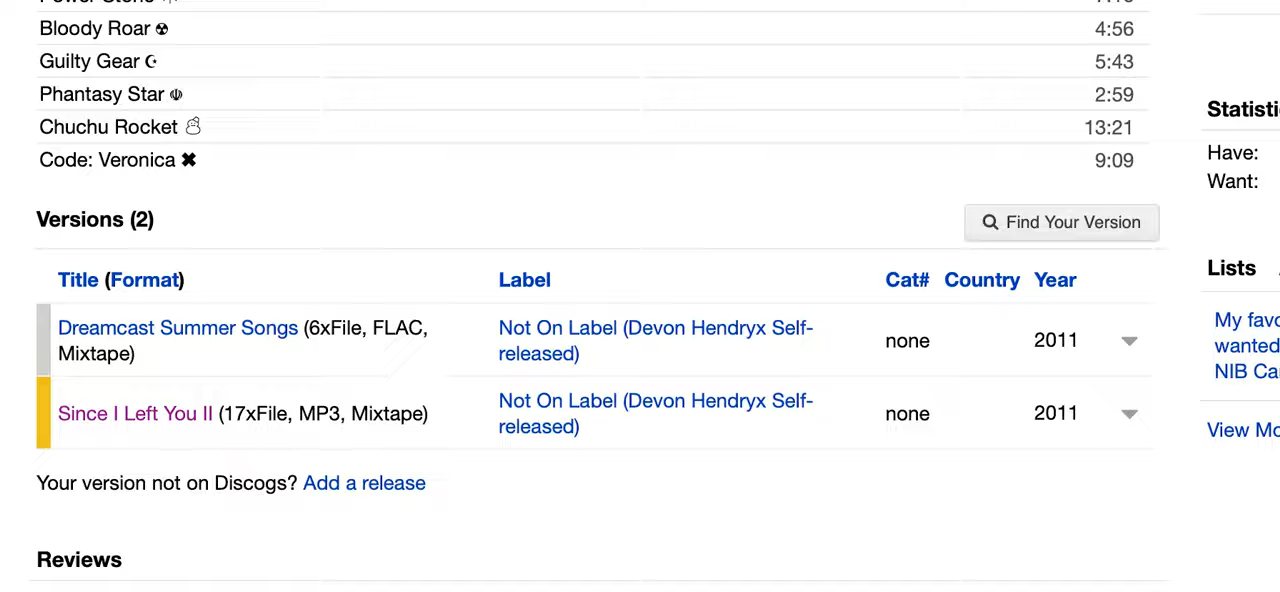 Bloody Roar ☢ 4:56
Guilty Gear ☪ 5:43
Phantasy Star ☫ 2:59
Chuchu Rocket ⛄ 13:21
Code: Veronica ✖ 9:09
Versions (2)
Find Your Version
Title (Format) Label Cat# Country Year
Dreamcast Summer Songs (6xFile, FLAC, Mixtape) Not On Label (Devon Hendryx Self-released) none 2011
Since I Left You II (17xFile, MP3, Mixtape) Not On Label (Devon Hendryx Self-released) none 2011
Your version not on Discogs? Add a release
Reviews
Have:
Want:
Lists
My
wanted
NIB
View